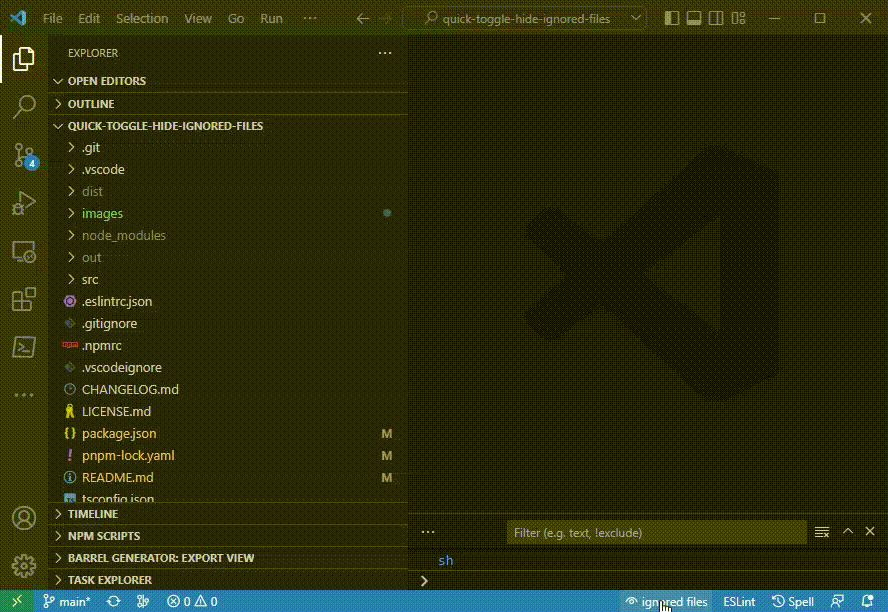 File Edit Selection View Go Run ··· quick-toggle-hide-ignored-files
EXPLORER ···
OPEN EDITORS
OUTLINE
QUICK-TOGGLE-HIDE-IGNORED-FILES
.git
.vscode
4
dist
images
node_modules
out
src
.eslintrc.json
.gitignore
npm .npmrc
.vscodeignore
CHANGELOG.md
LICENSE.md
{} package.json M
! pnpm-lock.yaml M
README.md M
TS tsconfig.json
TIMELINE
··· Filter (e.g. text, !exclude)
NPM SCRIPTS
BARREL GENERATOR: EXPORT VIEW
sh
TASK EXPLORER
main* 0 0 ignored files ESLint Spell